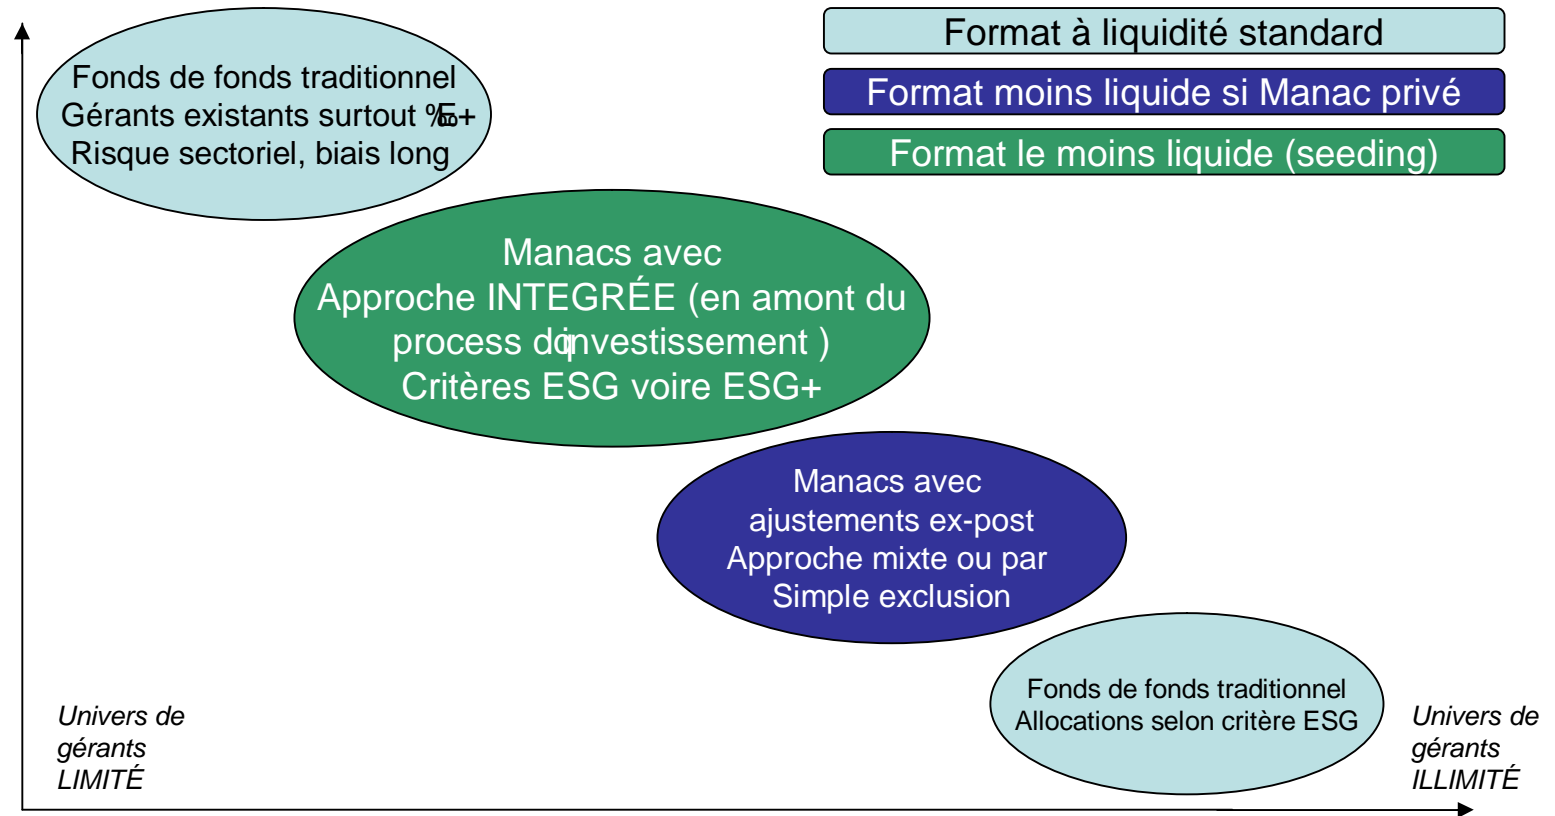 Format à liquidité standard
Format moins liquide si Manac privé
Format le moins liquide (seeding)
Fonds de fonds traditionnel
Gérants existants surtout
Risque sectoriel, biais long
Manacs avec
Approche INTEGRÉE (en amont du
process
Critères ESG voire ESG+
Manacs avec
ajustements ex-post
Approche mixte ou par
Simple exclusion
Fonds de fonds traditionnel
Allocations selon critère ESG
Univers de
gérants
LIMITÉ
Univers de
gérants
ILLIMITÉ